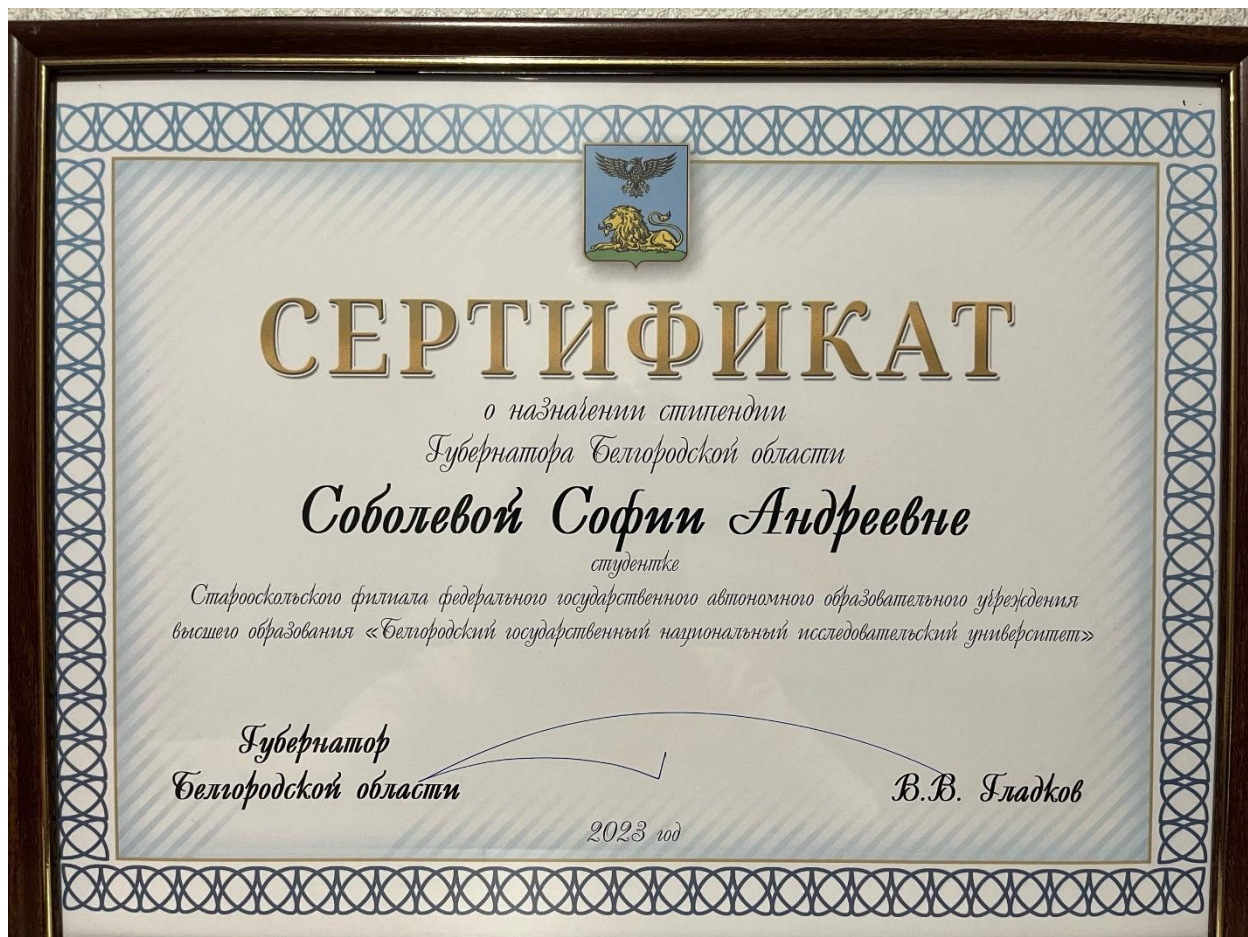 СЕРТИФИКАТ
о назначении стипендии
Губернатора Белгородской области
Соболевой Софии Андреевне
студентке
Старооскольского филиала федерального государственного автономного образовательного учреждения
высшего образования «Белгородский государственный национальный исследовательский университет»
Губернатор
Белгородской области
В.В. Гладков
2023 год